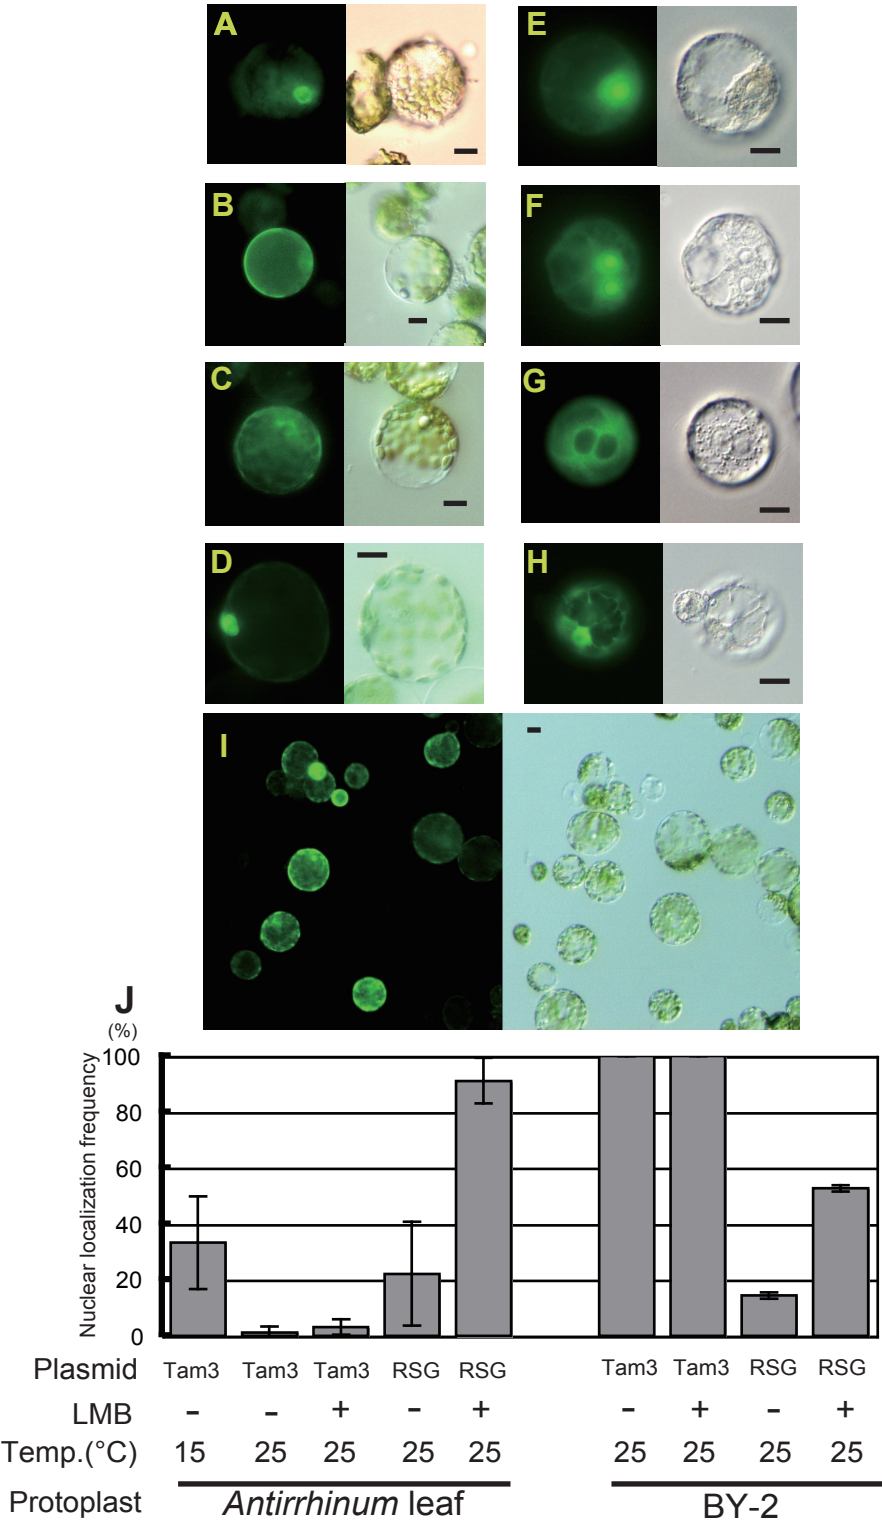 A E
B F
C G
D H
I
J
(%)
Nuclear localization frequency
100
80
60
40
20
0
Plasmid Tam3 Tam3 Tam3 RSG RSG Tam3 Tam3 RSG RSG
LMB - - + - + - + - +
Temp.(°C) 15 25 25 25 25 25 25 25 25
Protoplast Antirrhinum leaf BY-2